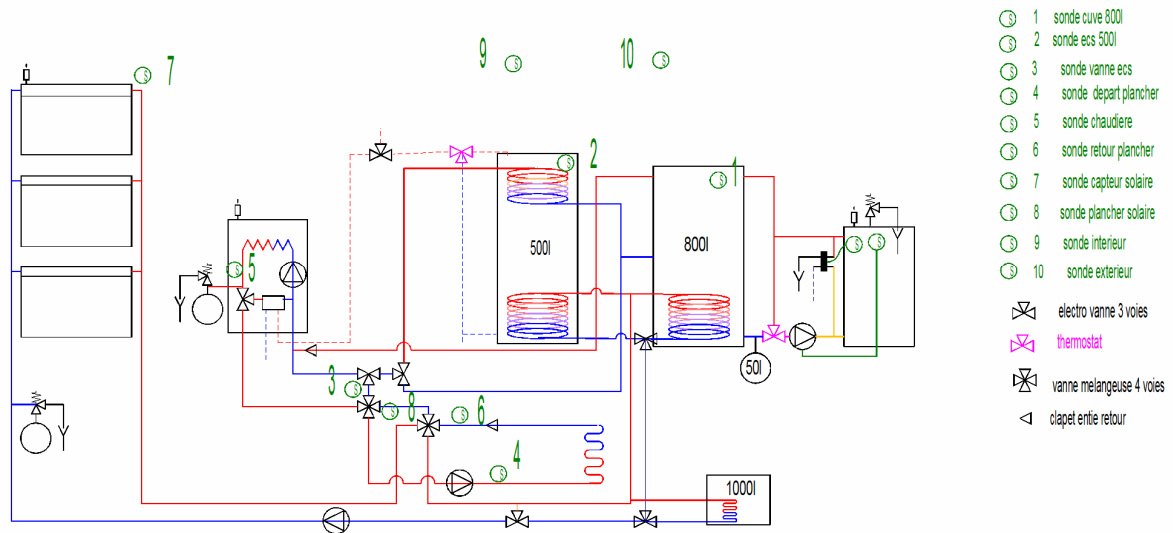 9
10
7
2
1
500l
800l
5
50l
3
8
6
4
1000l
S 1 sonde cuve 800l
S 2 sonde ecs 500l
S 3 sonde vanne ecs
S 4 sonde depart plancher
S 5 sonde chaudiere
S 6 sonde retour plancher
S 7 sonde capteur solaire
S 8 sonde plancher solaire
S 9 sonde interieur
S 10 sonde exterieur
electro vanne 3 voies
thermostat
vanne melangeuse 4 voies
clapet entie retour